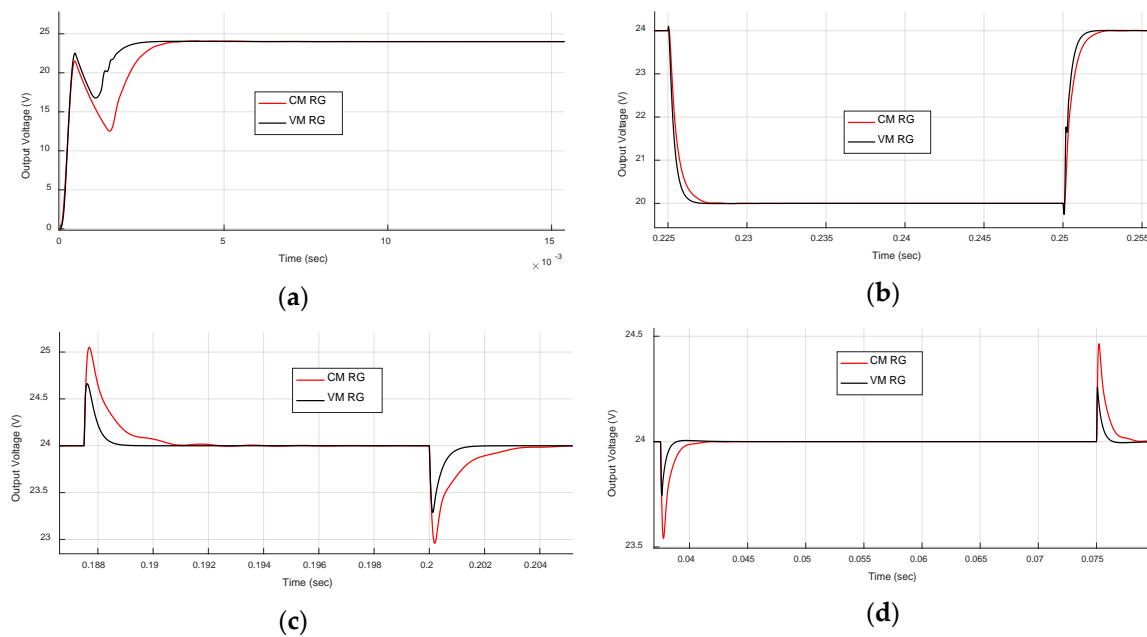 25
20
15
10
5
0
Output Voltage (V)
CM RG
VM RG
0
5
10
15
Time (sec)
× 10 -3
(a)
24
23
22
21
20
Output Voltage (V)
CM RG
VM RG
0.225
0.23
0.235
0.24
0.245
0.25
0.255
Time (sec)
(b)
25
24.5
24
23.5
23
Output Voltage (V)
CM RG
VM RG
0.188
0.19
0.192
0.194
0.196
0.198
0.2
0.202
0.204
Time (sec)
(c)
24.5
24
23.5
Output Voltage (V)
CM RG
VM RG
0.04
0.045
0.05
0.055
0.06
0.065
0.07
0.075
Time (sec)
(d)